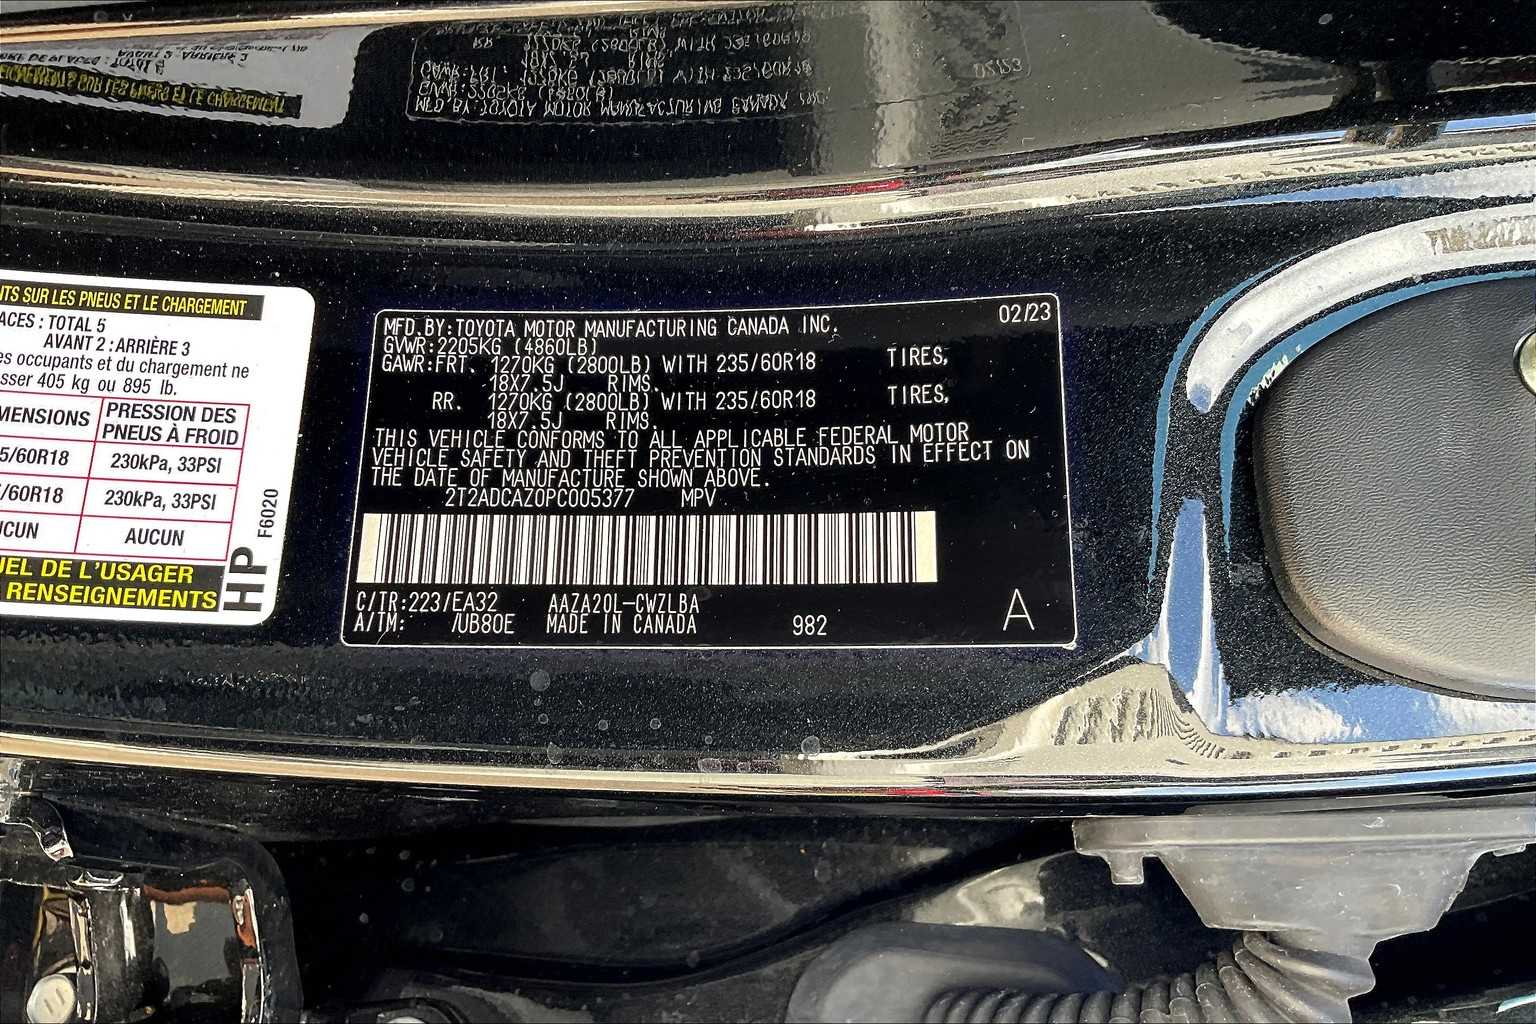 TS SUR LES PNEUS ET LE CHARGEMENT
ACES : TOTAL 5
AVANT 2 : ARRIÈRE 3
es occupants et du chargement ne
sser 405 kg ou 895 lb.
MENSIONS PRESSION DES PNEUS À FROID
5/60R18 230kPa, 33PSI
/60R18 230kPa, 33PSI
CUN AUCUN
UEL DE L'USAGER
RENSEIGNEMENTS
HP
F6020
02/23
MFD.BY:TOYOTA MOTOR MANUFACTURING CANADA INC.
GVWR:2205KG (4860LB)
GAWR:FRT. 1270KG (2800LB) WITH 235/60R18 TIRES,
18X7.5J RIMS.
RR. 1270KG (2800LB) WITH 235/60R18 TIRES,
18X7.5J RIMS.
THIS VEHICLE CONFORMS TO ALL APPLICABLE FEDERAL MOTOR
VEHICLE SAFETY AND THEFT PREVENTION STANDARDS IN EFFECT ON
THE DATE OF MANUFACTURE SHOWN ABOVE.
2T2ADCAZ0PC005377 MPV
C/TR:223/EA32 AAZA20L-CWZLBA
A/TM: /UB80E MADE IN CANADA 982
A